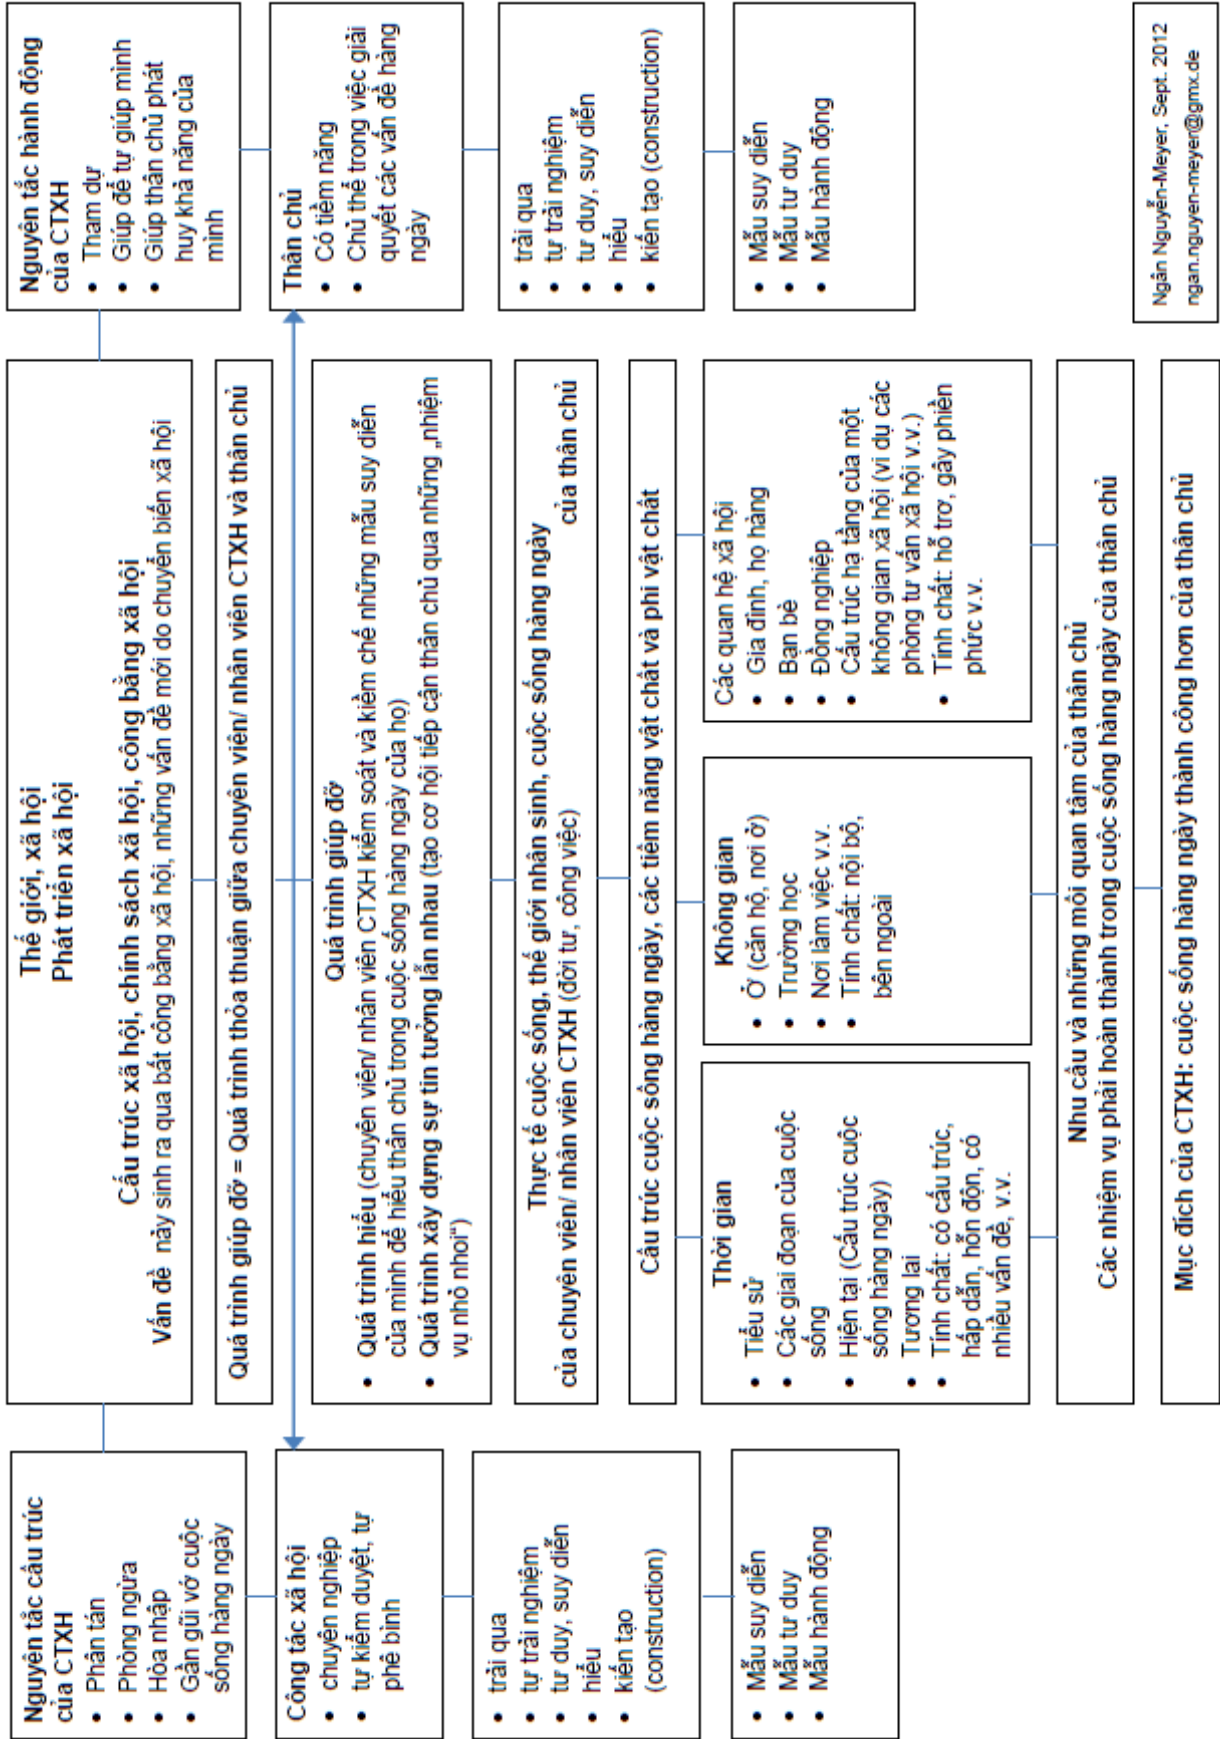 Nguyên tắc cấu trúc
của CTXH
• Phân tán
• Phòng ngừa
• Hòa nhập
• Gần gũi vớ cuộc
sống hàng ngày
Thế giới, xã hội
Phát triển xã hội
Cấu trúc xã hội, chính sách xã hội, công bằng xã hội
Vấn đề này sinh ra qua bất công bằng xã hội, những vấn đề mới do chuyển biến xã hội
Nguyên tắc hành động
của CTXH
• Tham dự
• Giúp để tự giúp mình
• Giúp thân chủ phát
huy khả năng của
mình
Quá trình giúp đỡ = Quá trình thỏa thuận giữa chuyên viên/ nhân viên CTXH và thân chủ
Công tác xã hội
• chuyên nghiệp
• tự kiểm duyệt, tự
phê bình
Thân chủ
• Có tiềm năng
• Chủ thể trong việc giải
quyết các vấn đề hàng
ngày
Quá trình giúp đỡ
• Quá trình hiểu (chuyên viên/ nhân viên CTXH kiểm soát và kiềm chế những mẫu suy diễn
của mình để hiểu thân chủ trong cuộc sống hàng ngày của họ)
• Quá trình xây dựng sự tin tưởng lẫn nhau (tạo cơ hội tiếp cận thân chủ qua những „nhiệm
vụ nhỏ nhoi“)
• trải qua
• tự trải nghiệm
• tư duy, suy diễn
• hiểu
• kiến tạo
(construction)
Thực tế cuộc sống, thế giới nhân sinh, cuộc sống hàng ngày
của chuyên viên/ nhân viên CTXH (đời tư, công việc) của thân chủ
• trải qua
• tự trải nghiệm
• tư duy, suy diễn
• hiểu
• kiến tạo (construction)
Cấu trúc cuộc sống hàng ngày, các tiềm năng vật chất và phi vật chất
• Mẫu suy diễn
• Mẫu tư duy
• Mẫu hành động
Thời gian
• Tiểu sử
• Các giai đoạn của cuộc
sống
• Hiện tại (Cấu trúc cuộc
sống hàng ngày)
• Tương lai
• Tính chất: có cấu trúc,
hấp dẫn, hỗn độn, có
nhiều vấn đề, v.v.
Không gian
• Ở (căn hộ, nơi ở)
• Trường học
• Nơi làm việc v.v.
• Tính chất: nội bộ,
bên ngoài
Các quan hệ xã hội
• Gia đình, họ hàng
• Bạn bè
• Đồng nghiệp
• Cấu trúc hạ tầng của một
không gian xã hội (ví dụ các
phòng tư vấn xã hội v.v.)
• Tính chất: hỗ trợ, gây phiền
phức v.v.
• Mẫu suy diễn
• Mẫu tư duy
• Mẫu hành động
Nhu cầu và những mối quan tâm của thân chủ
Các nhiệm vụ phải hoàn thành trong cuộc sống hàng ngày của thân chủ
Mục đích của CTXH: cuộc sống hàng ngày thành công hơn của thân chủ
Ngân Nguyễn-Meyer, Sept. 2012
ngan.nguyen-meyer@gmx.de